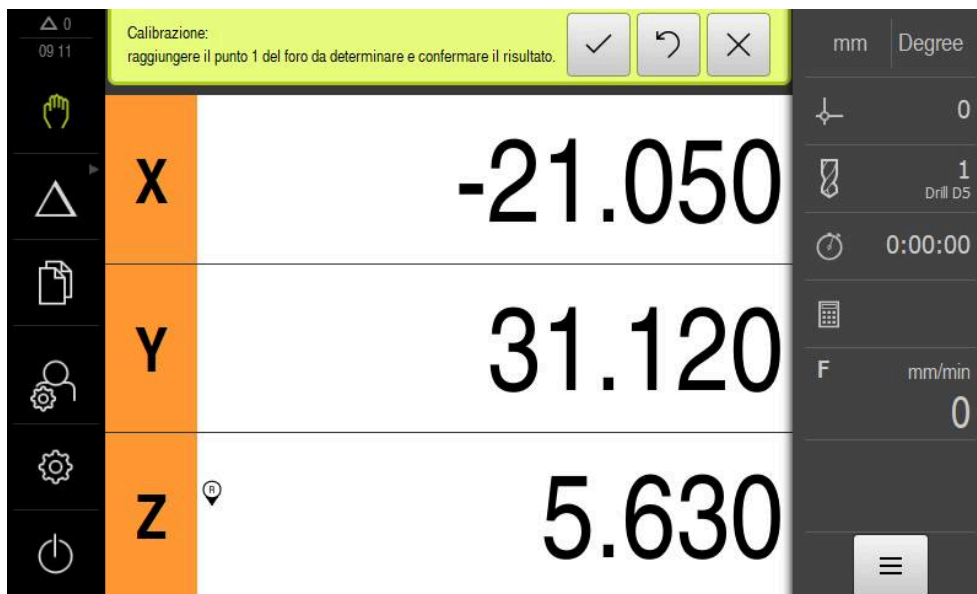 0
09 11
Calibrazione:
raggiungere il punto 1 del foro da determinare e confermare il risultato.
mm Degree
X -21.050
Y 31.120
Z R 5.630
0
1
Drill D5
0:00:00
F mm/min
0